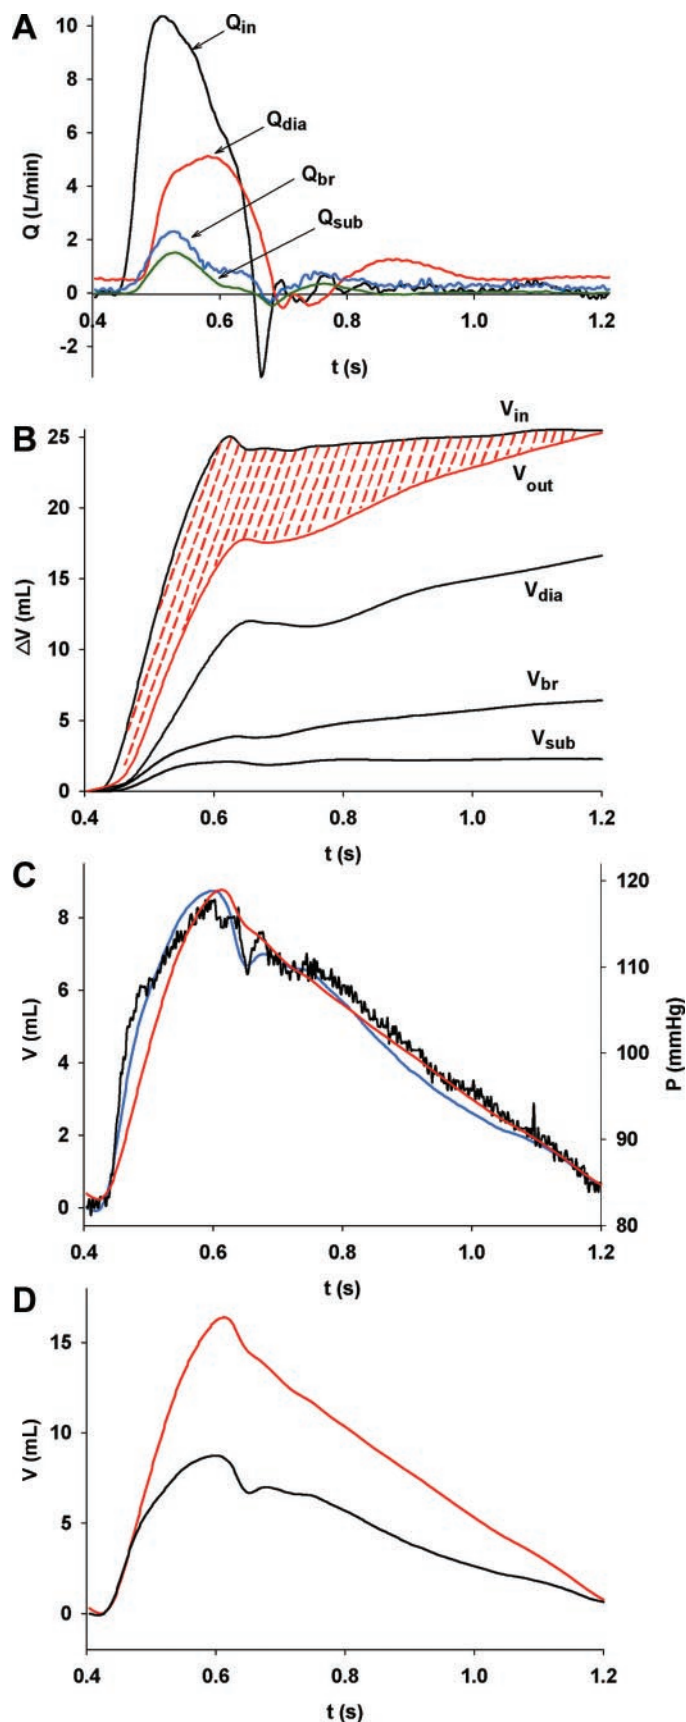 A
Q (L/min)
10
8
6
4
2
0
-2
Qin
Qdia
Qbr
Qsub
0.4 0.6 0.8 1.0 1.2
t (s)
B
ΔV (mL)
25
20
15
10
5
0
Vin
Vout
Vdia
Vbr
Vsub
0.4 0.6 0.8 1.0 1.2
t (s)
C
V (mL)
8
6
4
2
0
120
110
100
90
80
P (mmHg)
0.4 0.6 0.8 1.0 1.2
t (s)
D
V (mL)
15
10
5
0
0.4 0.6 0.8 1.0 1.2
t (s)